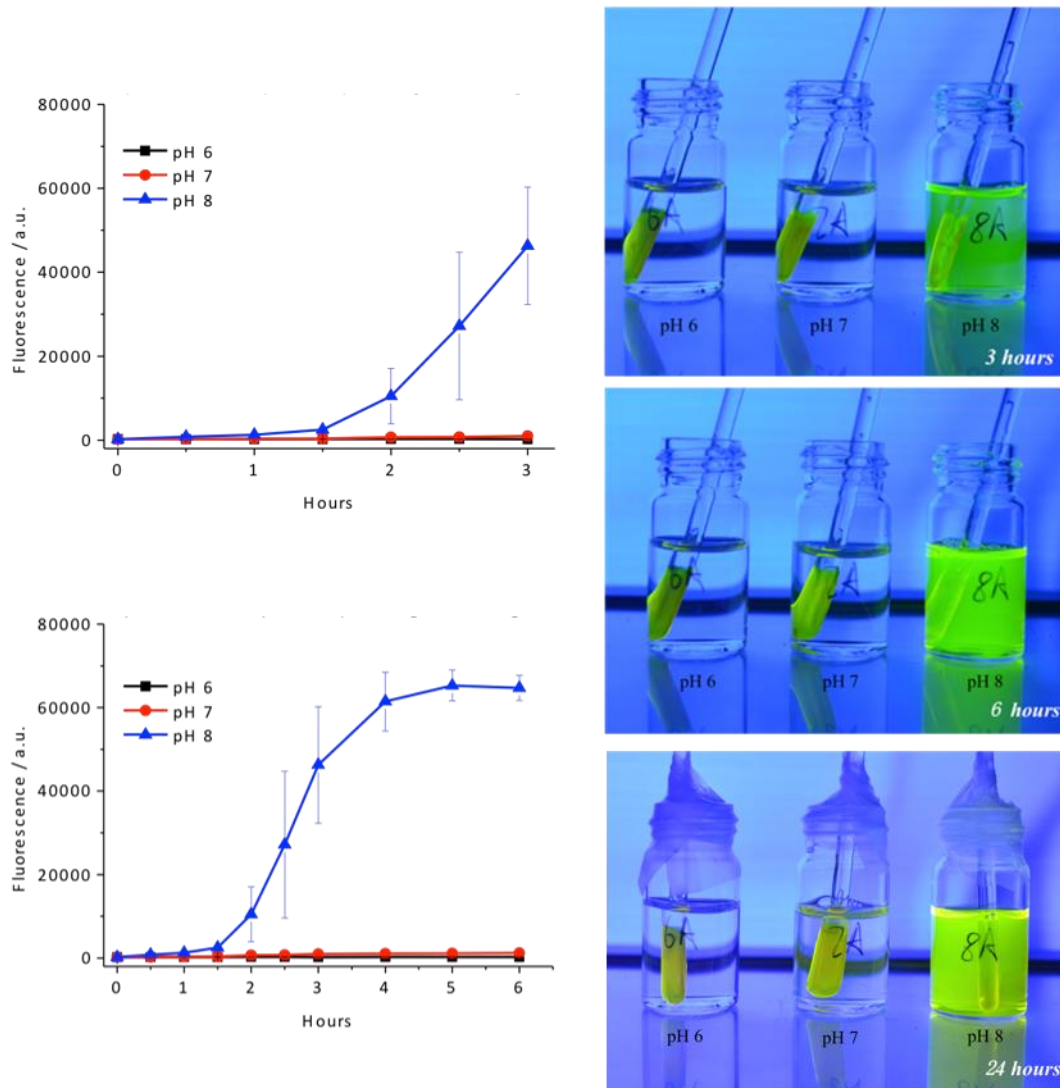 80000
60000
40000
20000
0
Fluorescence / a.u.
pH 6
pH 7
pH 8
0 1 2 3
Hours
80000
60000
40000
20000
0
Fluorescence / a.u.
pH 6
pH 7
pH 8
0 1 2 3 4 5 6
Hours
6A 7A 8A
pH 6 pH 7 pH 8
3 hours
6A 7A 8A
pH 6 pH 7 pH 8
6 hours
6A 7A 8A
pH 6 pH 7 pH 8
24 hours